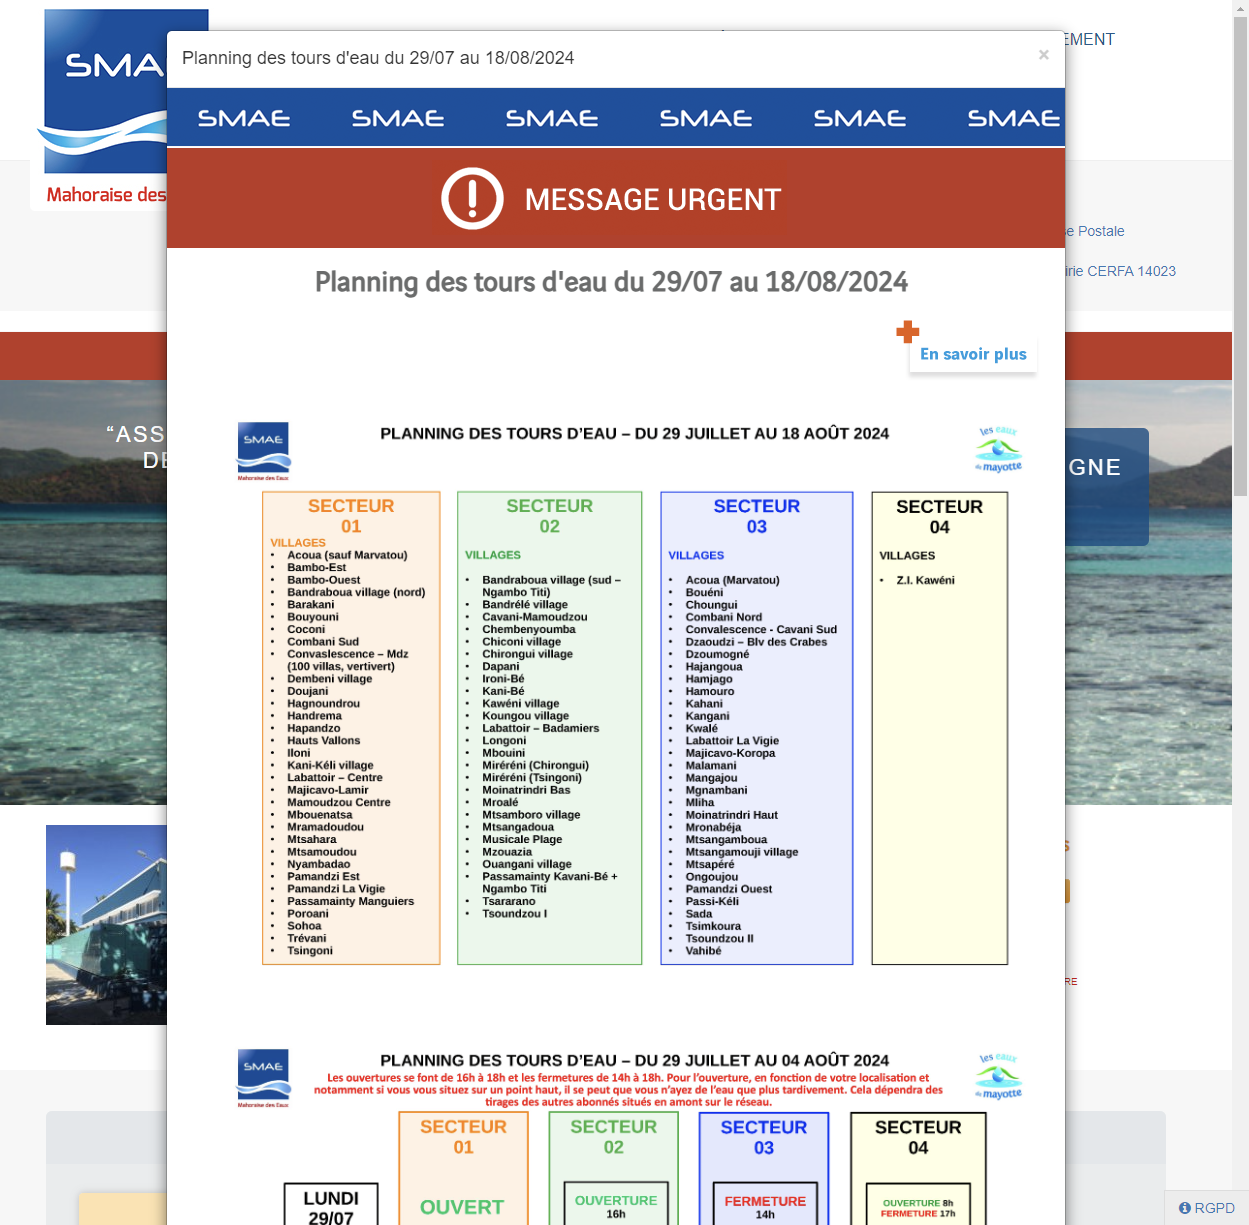 SMA
Mahoraise des
EMENT
Planning des tours d'eau du 29/07 au 18/08/2024
×
SMAE SMAE SMAE SMAE SMAE SMAE
MESSAGE URGENT
Planning des tours d'eau du 29/07 au 18/08/2024
En savoir plus
se Postale
irie CERFA 14023
“ASS
DE
GNE
SMAE
Mahoraise des Eaux
PLANNING DES TOURS D’EAU – DU 29 JUILLET AU 18 AOÛT 2024
les eaux
de mayotte
SECTEUR
01
VILLAGES
• Acoua (sauf Marvatou)
• Bambo-Est
• Bambo-Ouest
• Bandraboua village (nord)
• Barakani
• Bouyouni
• Coconi
• Combani Sud
• Convaslescence – Mdz
(100 villas, vertivert)
• Dembeni village
• Doujani
• Hagnoundrou
• Handrema
• Hapandzo
• Hauts Vallons
• Iloni
• Kani-Kéli village
• Labattoir – Centre
• Majicavo-Lamir
• Mamoudzou Centre
• Mbouenatsa
• Mramadoudou
• Mtsahara
• Mtsamoudou
• Nyambadao
• Pamandzi Est
• Pamandzi La Vigie
• Passamainty Manguiers
• Poroani
• Sohoa
• Trévani
• Tsingoni
SECTEUR
02
VILLAGES
• Bandraboua village (sud –
Ngambo Titi)
• Bandrélé village
• Cavani-Mamoudzou
• Chembenyoumba
• Chiconi village
• Chirongui village
• Dapani
• Ironi-Bé
• Kani-Bé
• Kawéni village
• Koungou village
• Labattoir – Badamiers
• Longoni
• Mbouini
• Miréréni (Chirongui)
• Miréréni (Tsingoni)
• Moinatrindri Bas
• Mroalé
• Mtsamboro village
• Mtsangadoua
• Musicale Plage
• Mzouazia
• Ouangani village
• Passamainty Kavani-Bé +
Ngambo Titi
• Tsararano
• Tsoundzou I
SECTEUR
03
VILLAGES
• Acoua (Marvatou)
• Bouéni
• Choungui
• Combani Nord
• Convalescence - Cavani Sud
• Dzaoudzi – Blv des Crabes
• Dzoumogné
• Hajangoua
• Hamjago
• Hamouro
• Kahani
• Kangani
• Kwalé
• Labattoir La Vigie
• Majicavo-Koropa
• Malamani
• Mangajou
• Mgnambani
• Mliha
• Moinatrindri Haut
• Mronabéja
• Mtsangamboua
• Mtsangamouji village
• Mtsapéré
• Ongoujou
• Pamandzi Ouest
• Passi-Kéli
• Sada
• Tsimkoura
• Tsoundzou II
• Vahibé
SECTEUR
04
VILLAGES
• Z.I. Kawéni
S
RE
SMAE
Mahoraise des Eaux
PLANNING DES TOURS D’EAU – DU 29 JUILLET AU 04 AOÛT 2024
Les ouvertures se font de 16h à 18h et les fermetures de 14h à 18h. Pour l’ouverture, en fonction de votre localisation et
notamment si vous vous situez sur un point haut, il se peut que vous n’ayez de l’eau que plus tardivement. Cela dépendra des
tirages des autres abonnés situés en amont sur le réseau.
les eaux
de mayotte
SECTEUR
01
SECTEUR
02
SECTEUR
03
SECTEUR
04
LUNDI
29/07
OUVERT
OUVERTURE
16h
FERMETURE
14h
OUVERTURE 8h
FERMETURE 17h
RGPD